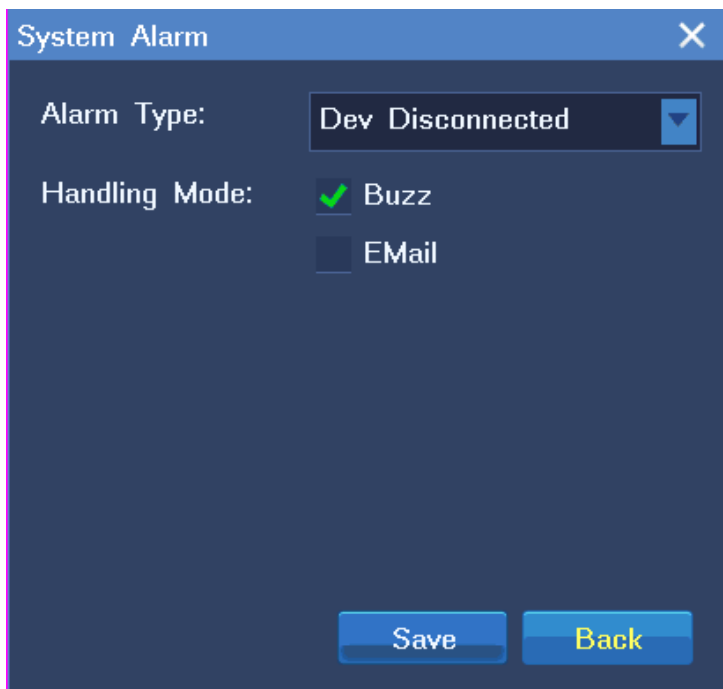 System Alarm
Alarm Type: Dev Disconnected
Handling Mode: Buzz
EMail
Save Back